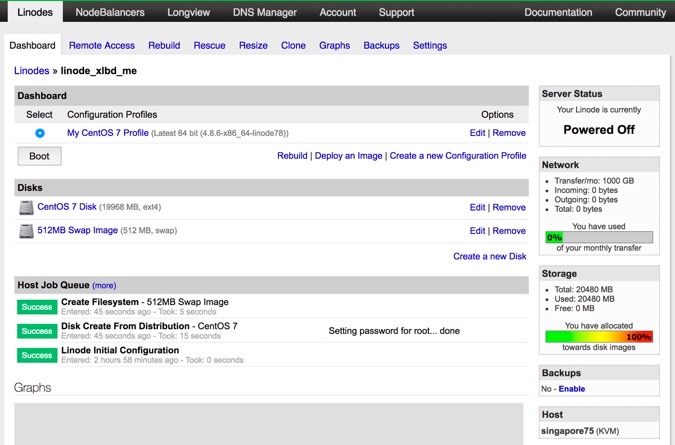 Linodes NodeBalancers Longview DNS Manager Account Support Documentation Community
Dashboard Remote Access Rebuild Rescue Resize Clone Graphs Backups Settings
Linodes » linode_xlbd_me
Dashboard
Select Configuration Profiles Options
My CentOS 7 Profile (Latest 64 bit (4.8.6-x86_64-linode78)) Edit | Remove
Boot Rebuild | Deploy an Image | Create a new Configuration Profile
Disks
CentOS 7 Disk (19968 MB, ext4) Edit | Remove
512MB Swap Image (512 MB, swap) Edit | Remove
Create a new Disk
Host Job Queue (more)
Success Create Filesystem - 512MB Swap Image
Entered: 45 seconds ago - Took: 5 seconds
Success Disk Create From Distribution - CentOS 7 Setting password for root... done
Entered: 45 seconds ago - Took: 15 seconds
Success Linode Initial Configuration
Entered: 2 hours 58 minutes ago - Took: 0 seconds
Graphs
Server Status
Your Linode is currently
Powered Off
Network
• Transfer/mo: 1000 GB
• Incoming: 0 bytes
• Outgoing: 0 bytes
• Total: 0 bytes
You have used
0%
of your monthly transfer
Storage
• Total: 20480 MB
• Used: 20480 MB
• Free: 0 MB
You have allocated
100%
towards disk images
Backups
No - Enable
Host
singapore75 (KVM)